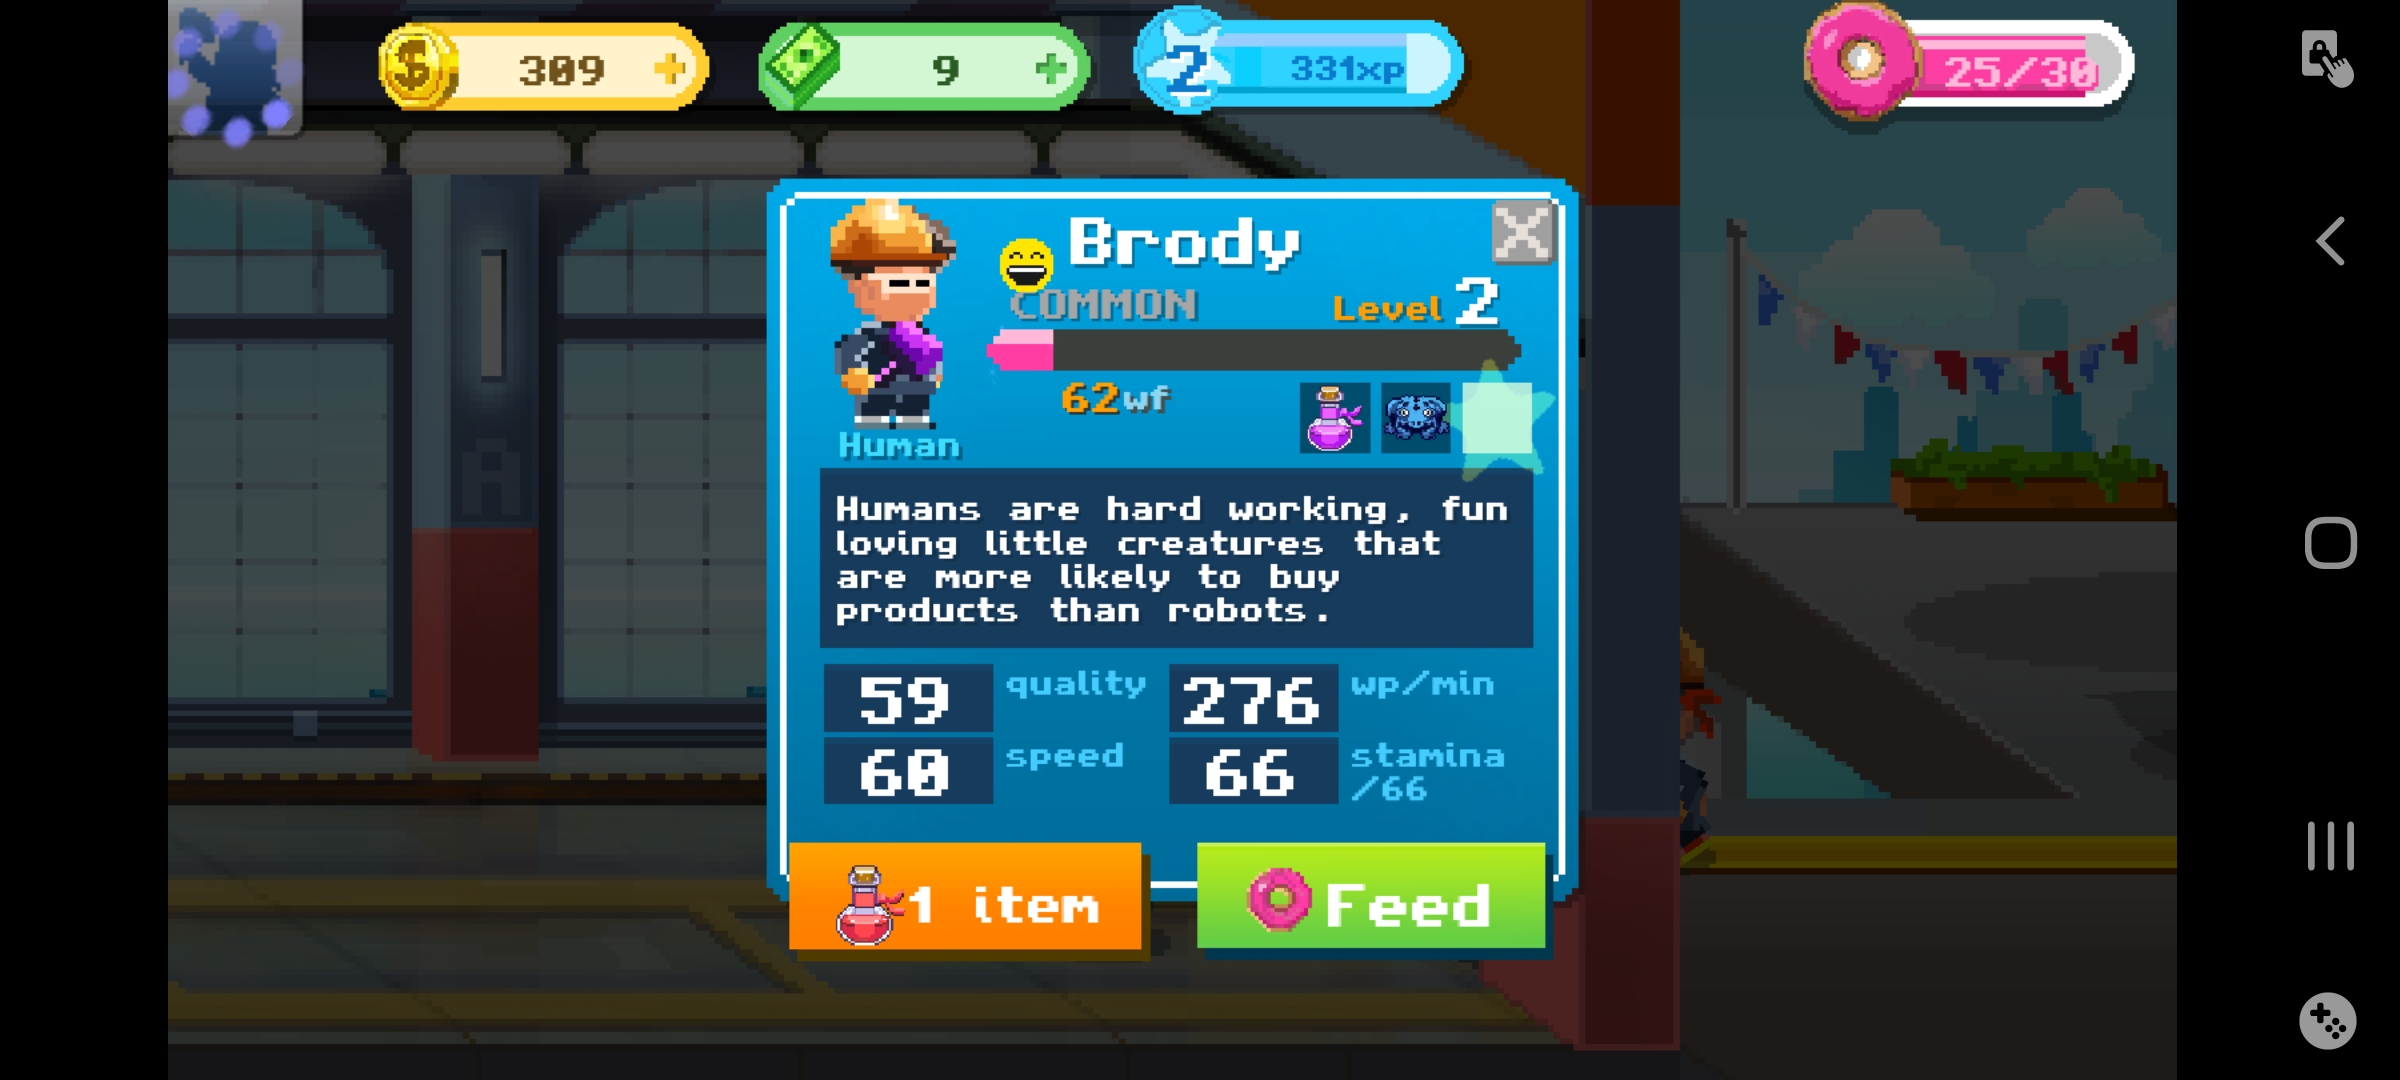 309
9
2
331xp
25/30
Brody
COMMON
Level 2
62wf
Human
Humans are hard working, fun
loving little creatures that
are more likely to buy
products than robots.
59 quality
276 wp/min
60 speed
66 stamina
/66
1 item
Feed
A